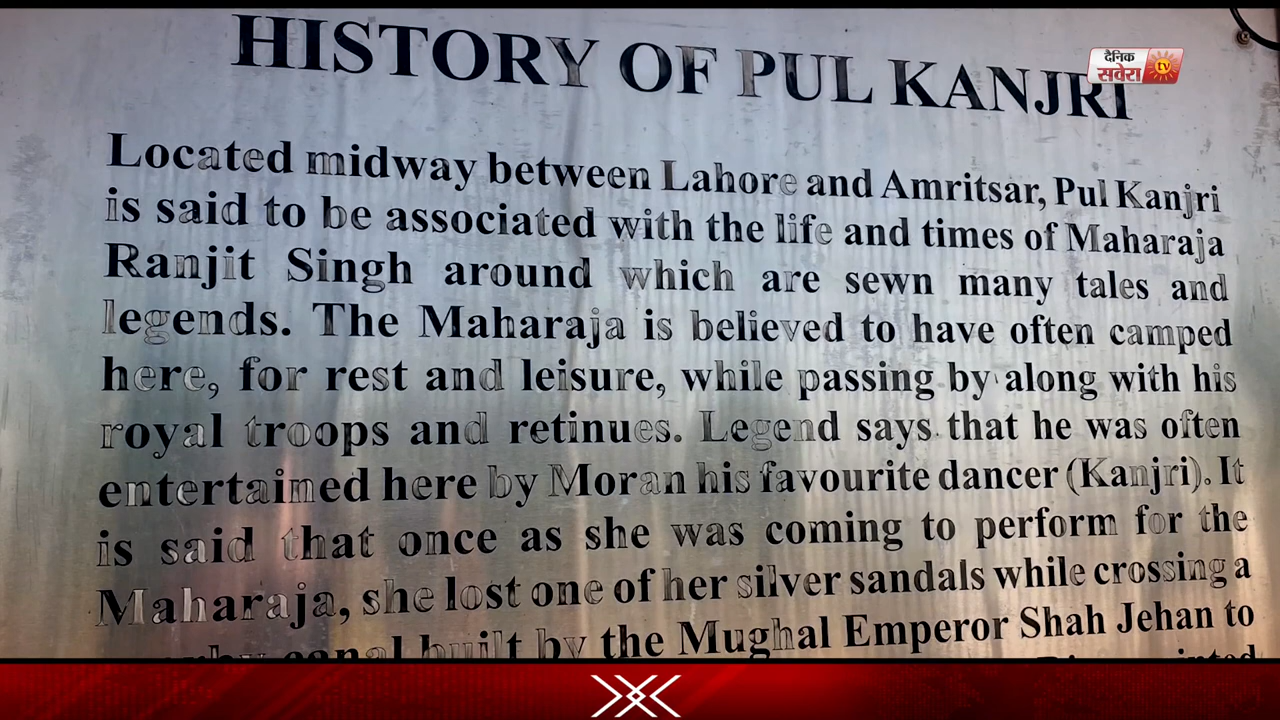 HISTORY OF PUL KANJRI
दैनिक
सवेरा tv
Located midway between Lahore and Amritsar, Pul Kanjri
is said to be associated with the life and times of Maharaja
Ranjit Singh around which are sewn many tales and
legends. The Maharaja is believed to have often camped
here, for rest and leisure, while passing by along with his
royal troops and retinues. Legend says that he was often
entertained here by Moran his favourite dancer (Kanjri). It
is said that once as she was coming to perform for the
Maharaja, she lost one of her silver sandals while crossing a
canal built by the Mughal Emperor Shah Jehan to